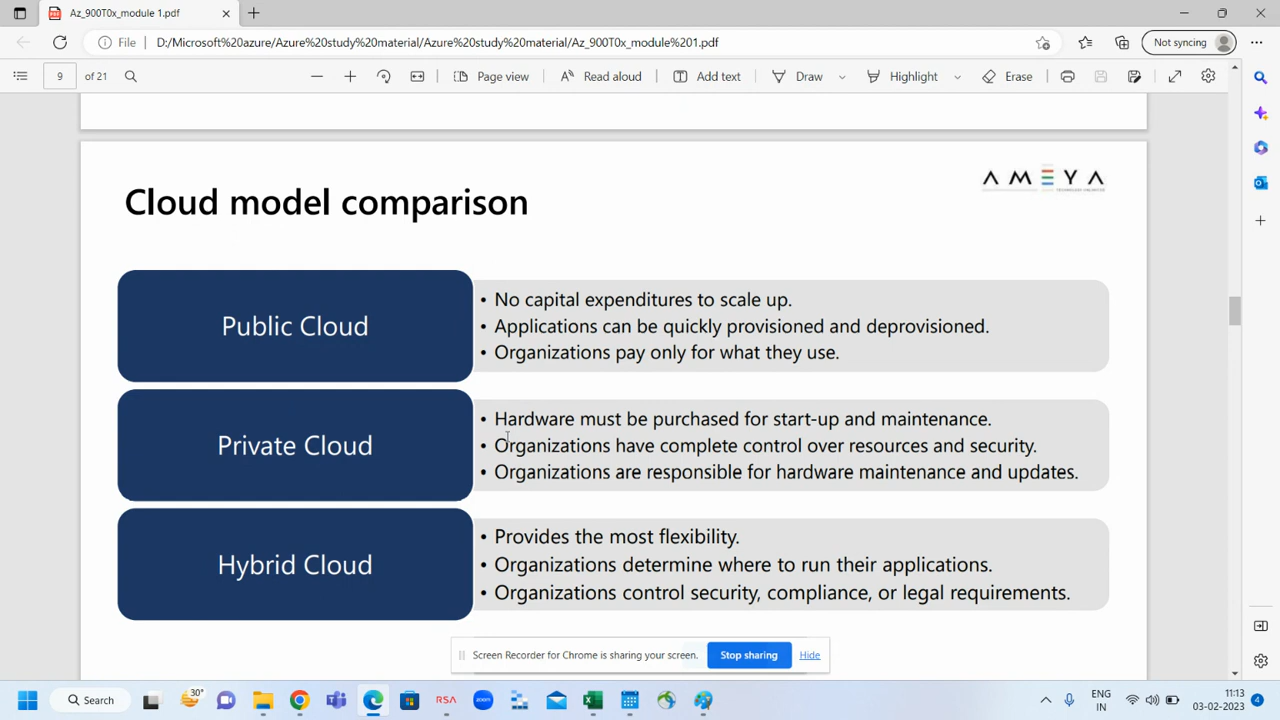 Az_900T0x_module 1.pdf
File
D:/Microsoft%20azure/Azure%20study%20material/Azure%20study%20material/Az_900T0x_module%201.pdf
Not syncing
9 of 21
Page view
Read aloud
Add text
Draw
Highlight
Erase
Cloud model comparison
AMEYA
Public Cloud
• No capital expenditures to scale up.
• Applications can be quickly provisioned and deprovisioned.
• Organizations pay only for what they use.
Private Cloud
• Hardware must be purchased for start-up and maintenance.
• Organizations have complete control over resources and security.
• Organizations are responsible for hardware maintenance and updates.
Hybrid Cloud
• Provides the most flexibility.
• Organizations determine where to run their applications.
• Organizations control security, compliance, or legal requirements.
Screen Recorder for Chrome is sharing your screen.
Stop sharing
Hide
Search
30°
RSA
zoom
ENG
IN
11:13
03-02-2023
4